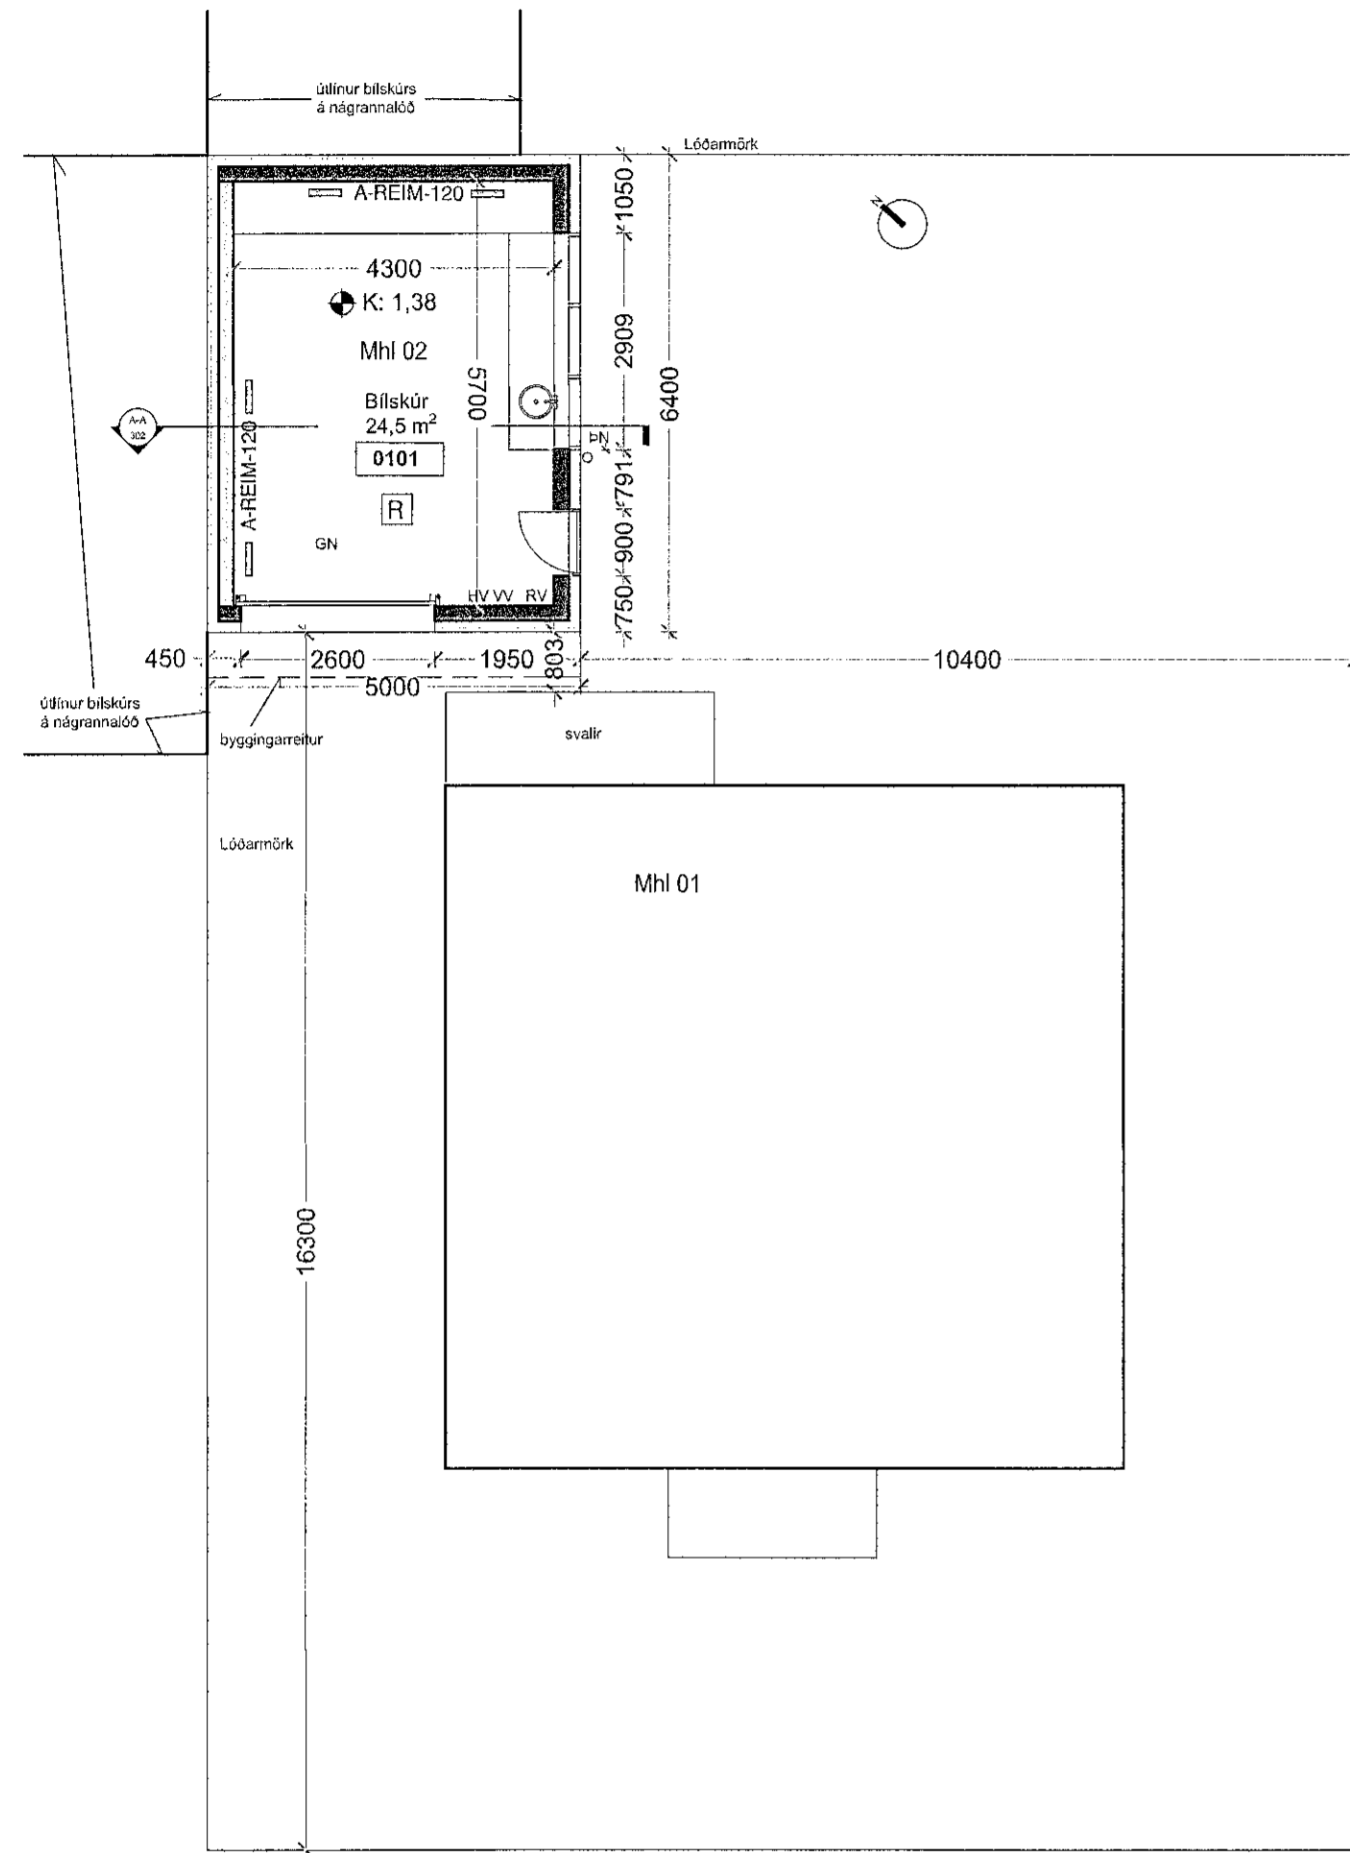 útlínur bílskúrs
á nágrannalóð
Lóðarmörk
A-REIM-120
1050
N
4300
K: 1,38
2909
Mhl 02
5700
6400
Bílskúr
24,5 m²
A-A
302
ÞN
0101
A-REIM-120
791
R
900
GN
HV VV RV
750
450
2600
1950
803
10400
5000
útlínur bílskúrs
á nágrannalóð
byggingarreitur
svalir
Lóðarmörk
Mhl 01
16300